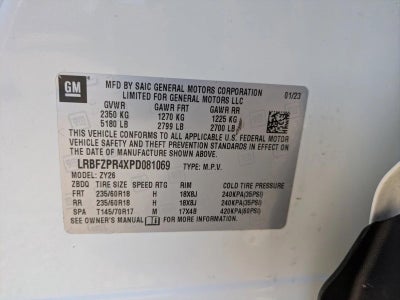 GM
MFD BY SAIC GENERAL MOTORS CORPORATION
LIMITED FOR GENERAL MOTORS LLC
01/23
GVWR GAWR FRT GAWR RR
2350 KG 1270 KG 1225 KG
5180 LB 2799 LB 2700 LB
THIS VEHICLE CONFORMS TO ALL APPLICABLE U.S. FEDERAL MOTOR
VEHICLE SAFETY AND THEFT PREVENTION STANDARDS IN EFFECT ON
THE DATE OF MANUFACTURE SHOWN ABOVE.
LRBFZPR4XPD081069 TYPE: M.P.V.
MODEL: ZY26
ZBDQ TIRE SIZE SPEED RTG RIM COLD TIRE PRESSURE
FRT 235/60R18 H 18X8J 240KPA(35PSI)
RR 235/60R18 H 18X8J 240KPA(35PSI)
SPA T145/70R17 M 17X4B 420KPA(60PSI)
SEE OWNER'S MANUAL FOR MORE INFORMATION.